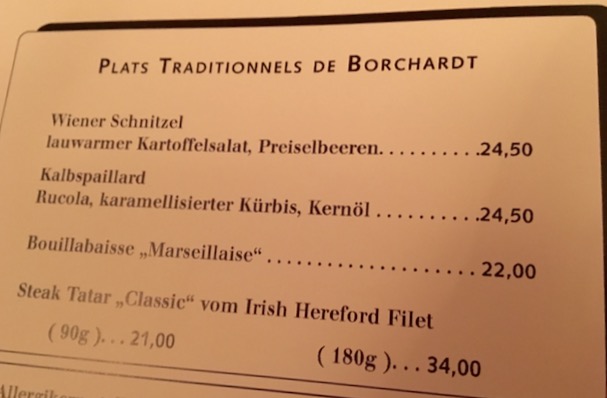 PLATS TRADITIONNELS DE BORCHARDT
Wiener Schnitzel
lauwarmer Kartoffelsalat, Preiselbeeren..........24,50
Kalbspaillard
Rucola, karamellisierter Kürbis, Kernöl ..........24,50
Bouillabaisse „Marseillaise“ ..................... 22,00
Steak Tatar „Classic“ vom Irish Hereford Filet
( 90g )... 21,00 ( 180g )... 34,00